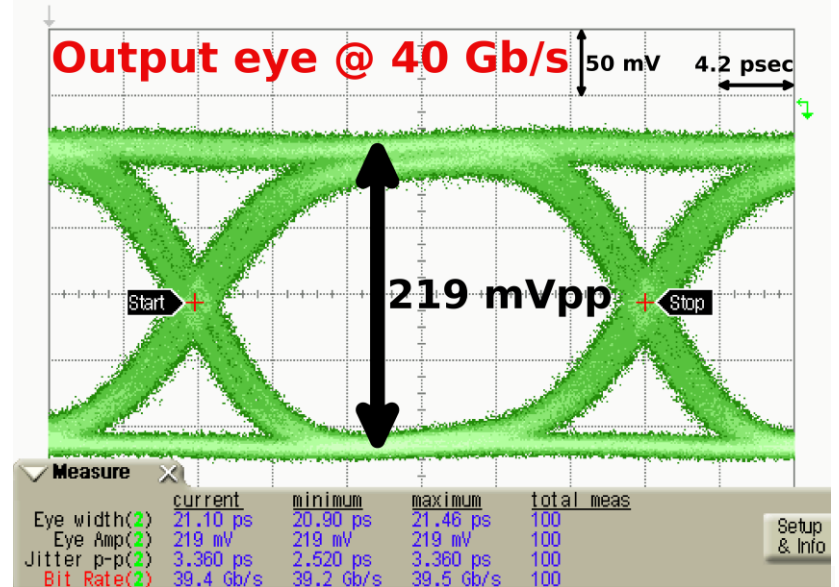 Output eye @ 40 Gb/s
50 mV
4.2 psec
219 mVpp
Start
Stop
Measure
current minimum maximum total meas
Eye width(2) 21.10 ps 20.90 ps 21.46 ps 100
Eye Amp(2) 219 mV 219 mV 219 mV 100
Jitter p-p(2) 3.360 ps 2.520 ps 3.360 ps 100
Bit Rate(2) 39.4 Gb/s 39.2 Gb/s 39.5 Gb/s 100
Setup
& Info